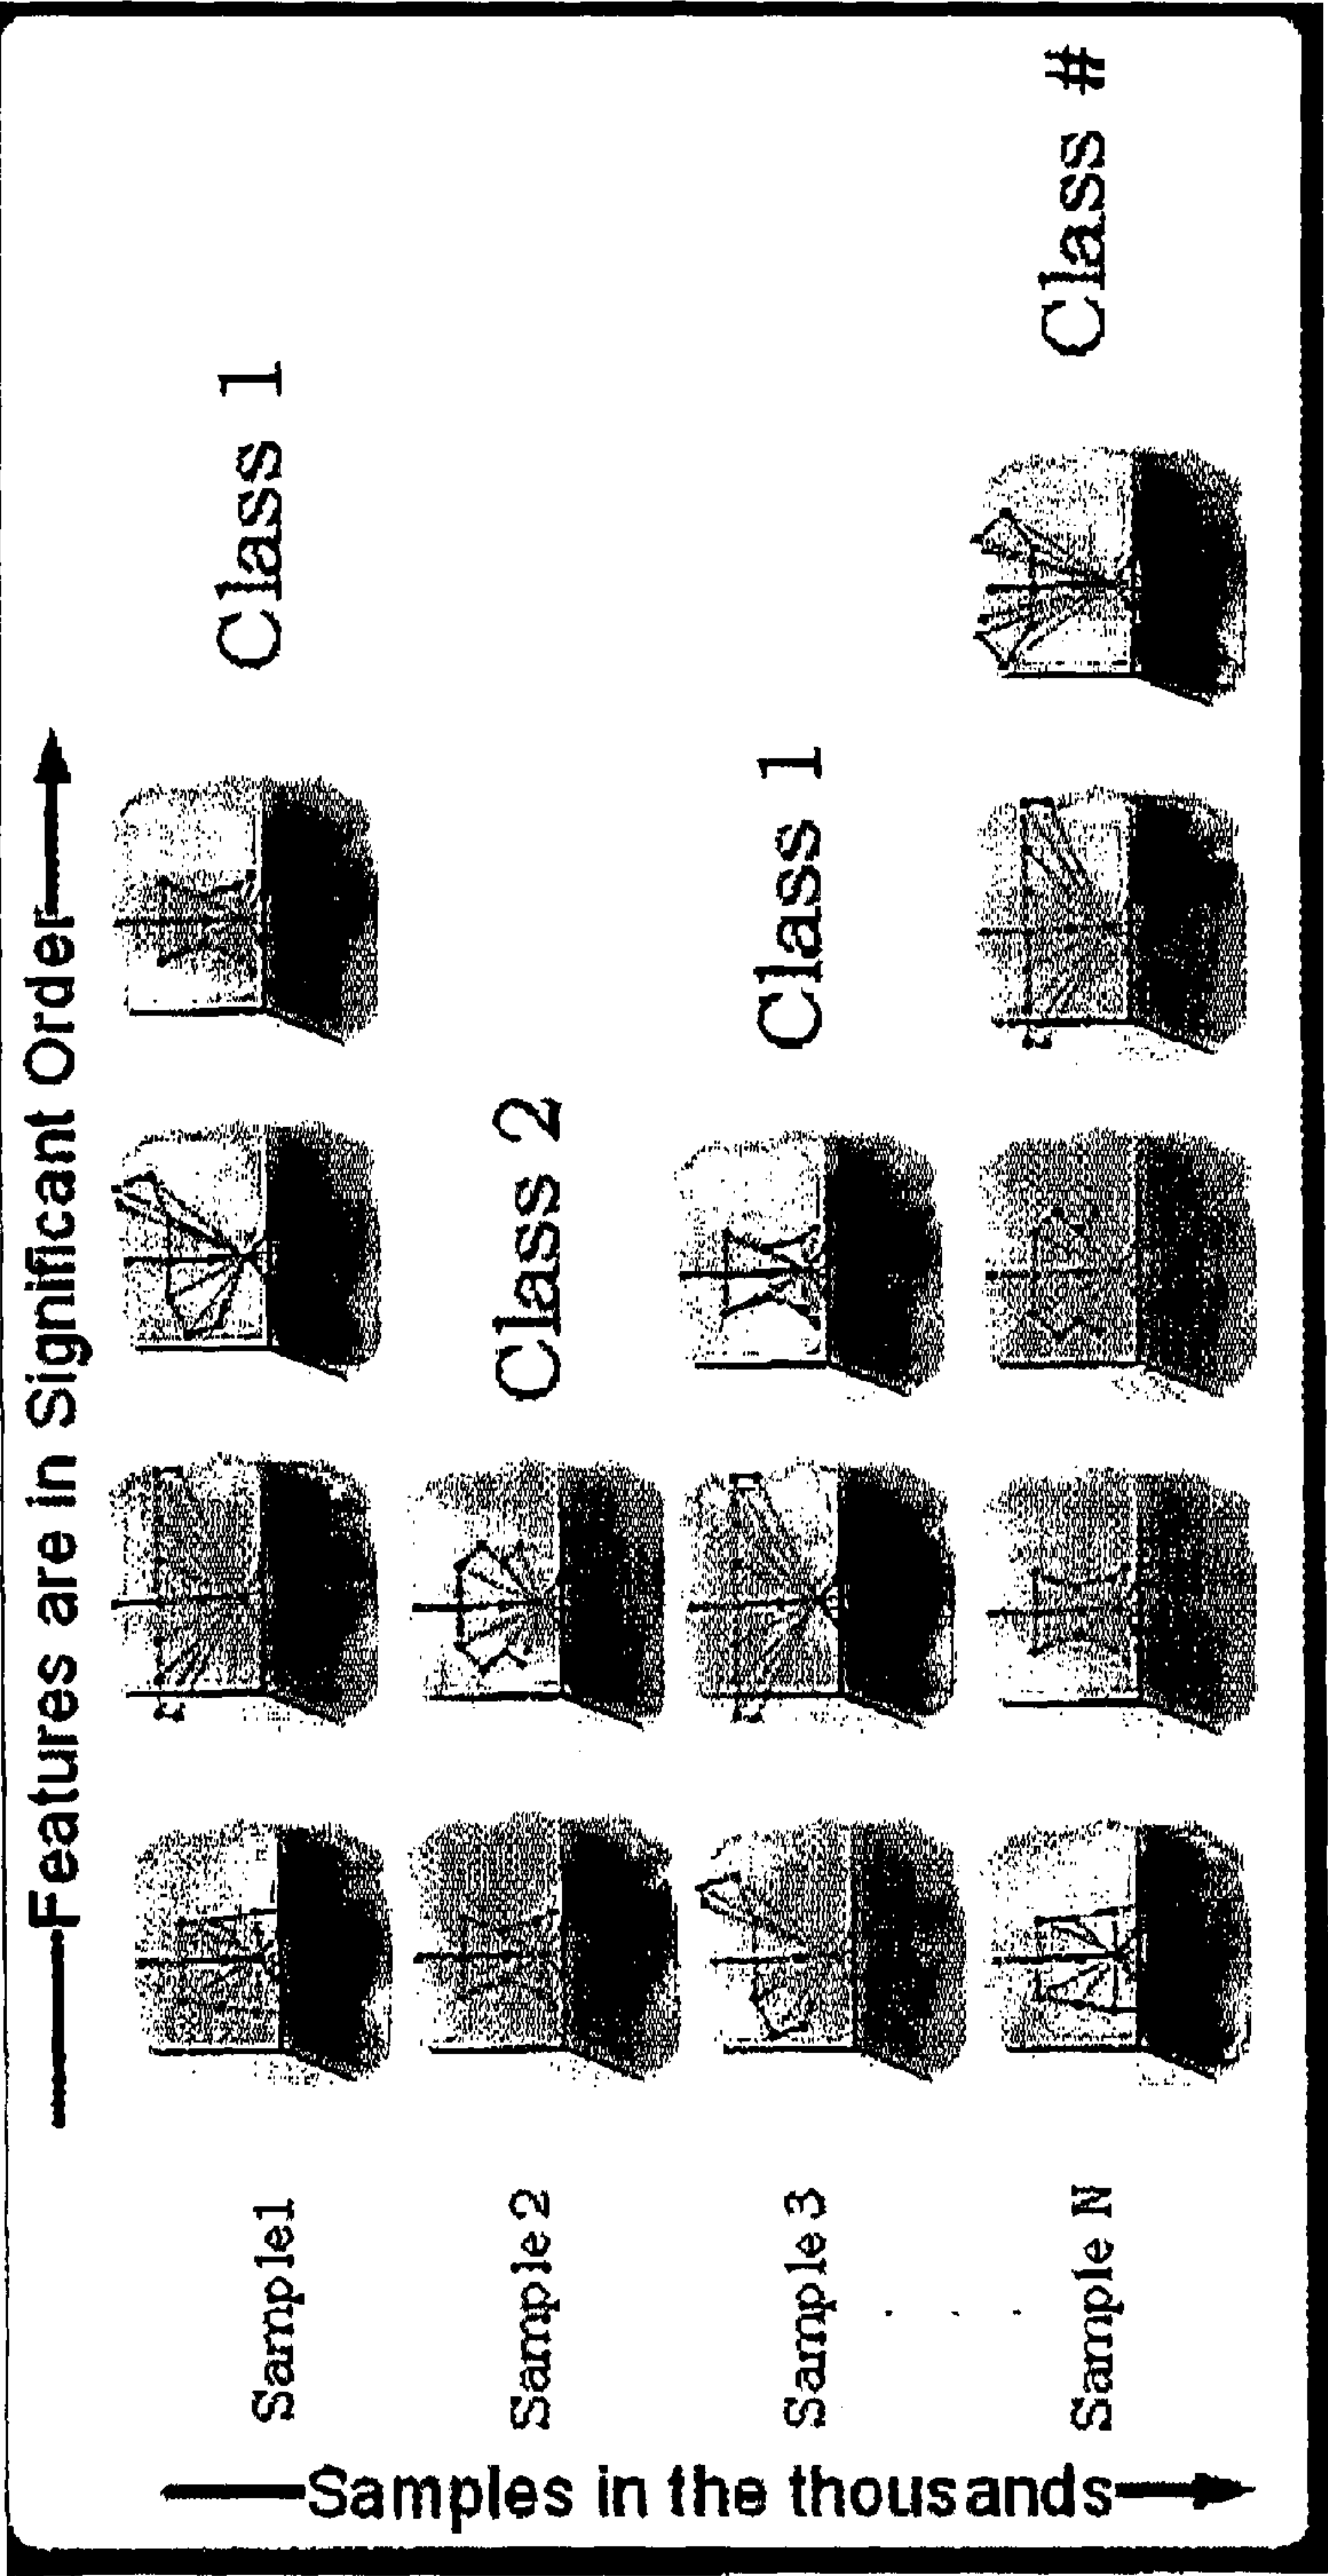 Features are in Significant Order
Sample1
Class 1
Sample 2
Class 2
Sample 3
Class 1
Sample N
Class #
Samples in the thousands